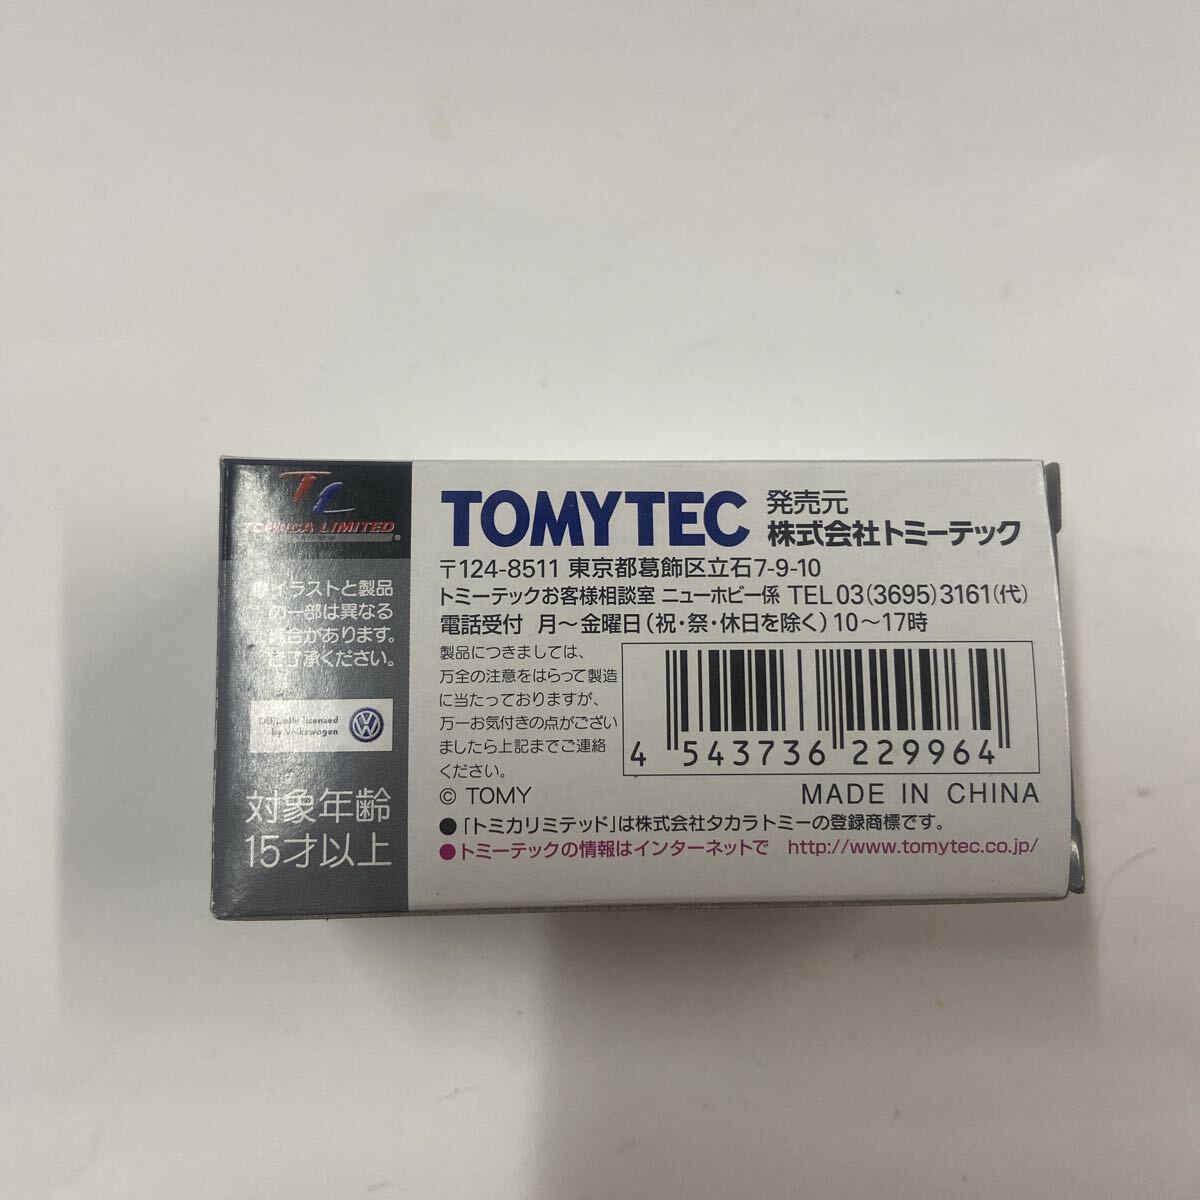 TL
TOMICA LIMITED
®
●イラストと製品
の一部は異なる
場合があります。
ご了承ください。
Officially licensed
by Volkswagen
対象年齢
15才以上
TOMYTEC 発売元
株式会社トミーテック
〒124-8511 東京都葛飾区立石7-9-10
トミーテックお客様相談室 ニューホビー係 TEL 03(3695)3161(代)
電話受付 月〜金曜日(祝・祭・休日を除く)10〜17時
製品につきましては、
万全の注意をはらって製造
に当たっておりますが、
万一お気付きの点がござい
ましたら上記までご連絡
ください。
4 543736 229964
© TOMY MADE IN CHINA
●「トミカリミテッド」は株式会社タカラトミーの登録商標です。
●トミーテックの情報はインターネットで http://www.tomytec.co.jp/